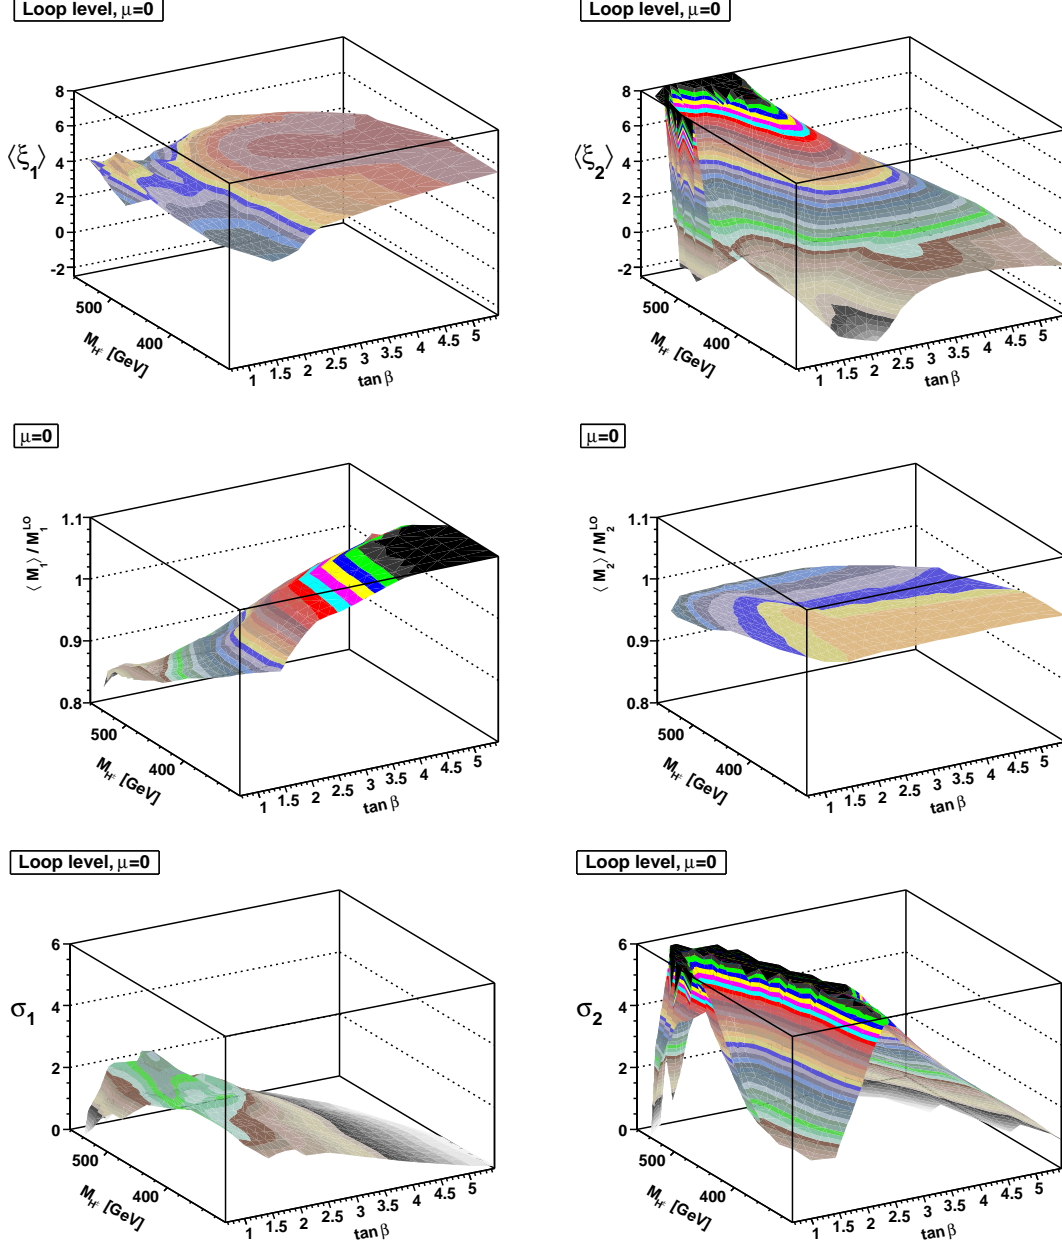 Loop level, μ=0
⟨ξ1⟩
8
6
4
2
0
-2
500
400
M_H± [GeV]
1 1.5 2 2.5 3 3.5 4 4.5 5
tan β
Loop level, μ=0
⟨ξ2⟩
8
6
4
2
0
-2
500
400
M_H± [GeV]
1 1.5 2 2.5 3 3.5 4 4.5 5
tan β
μ=0
⟨ M1⟩ / M1^LO
1.1
1
0.9
0.8
500
400
M_H± [GeV]
1 1.5 2 2.5 3 3.5 4 4.5 5
tan β
μ=0
⟨ M2⟩ / M2^LO
1.1
1
0.9
0.8
500
400
M_H± [GeV]
1 1.5 2 2.5 3 3.5 4 4.5 5
tan β
Loop level, μ=0
σ1
6
4
2
0
500
400
M_H± [GeV]
1 1.5 2 2.5 3 3.5 4 4.5 5
tan β
Loop level, μ=0
σ2
6
4
2
0
500
400
M_H± [GeV]
1 1.5 2 2.5 3 3.5 4 4.5 5
tan β